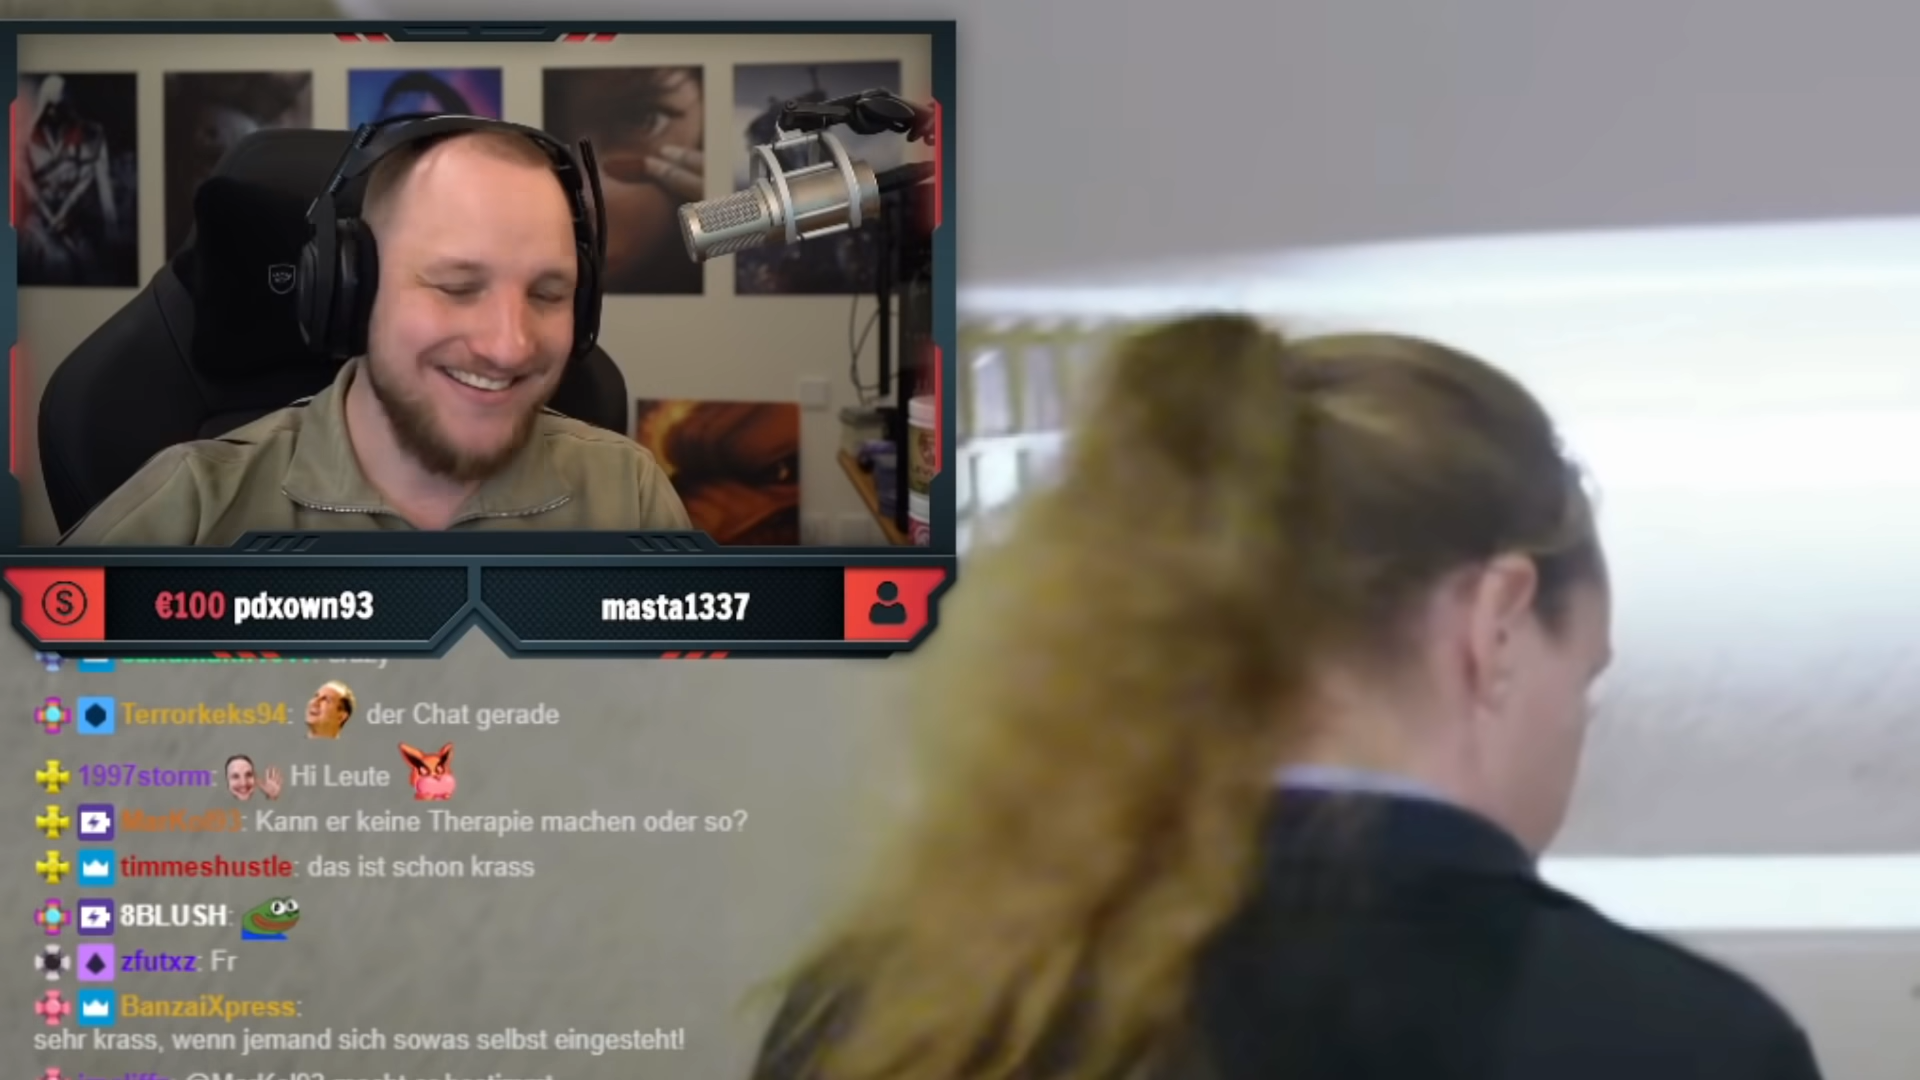 €100 pdxown93
masta1337
Terrorkeks94: der Chat gerade
1997storm: Hi Leute
MarKol93: Kann er keine Therapie machen oder so?
timmeshustle: das ist schon krass
8BLUSH:
zfutxz: Fr
BanzaiXpress:
sehr krass, wenn jemand sich sowas selbst eingesteht!